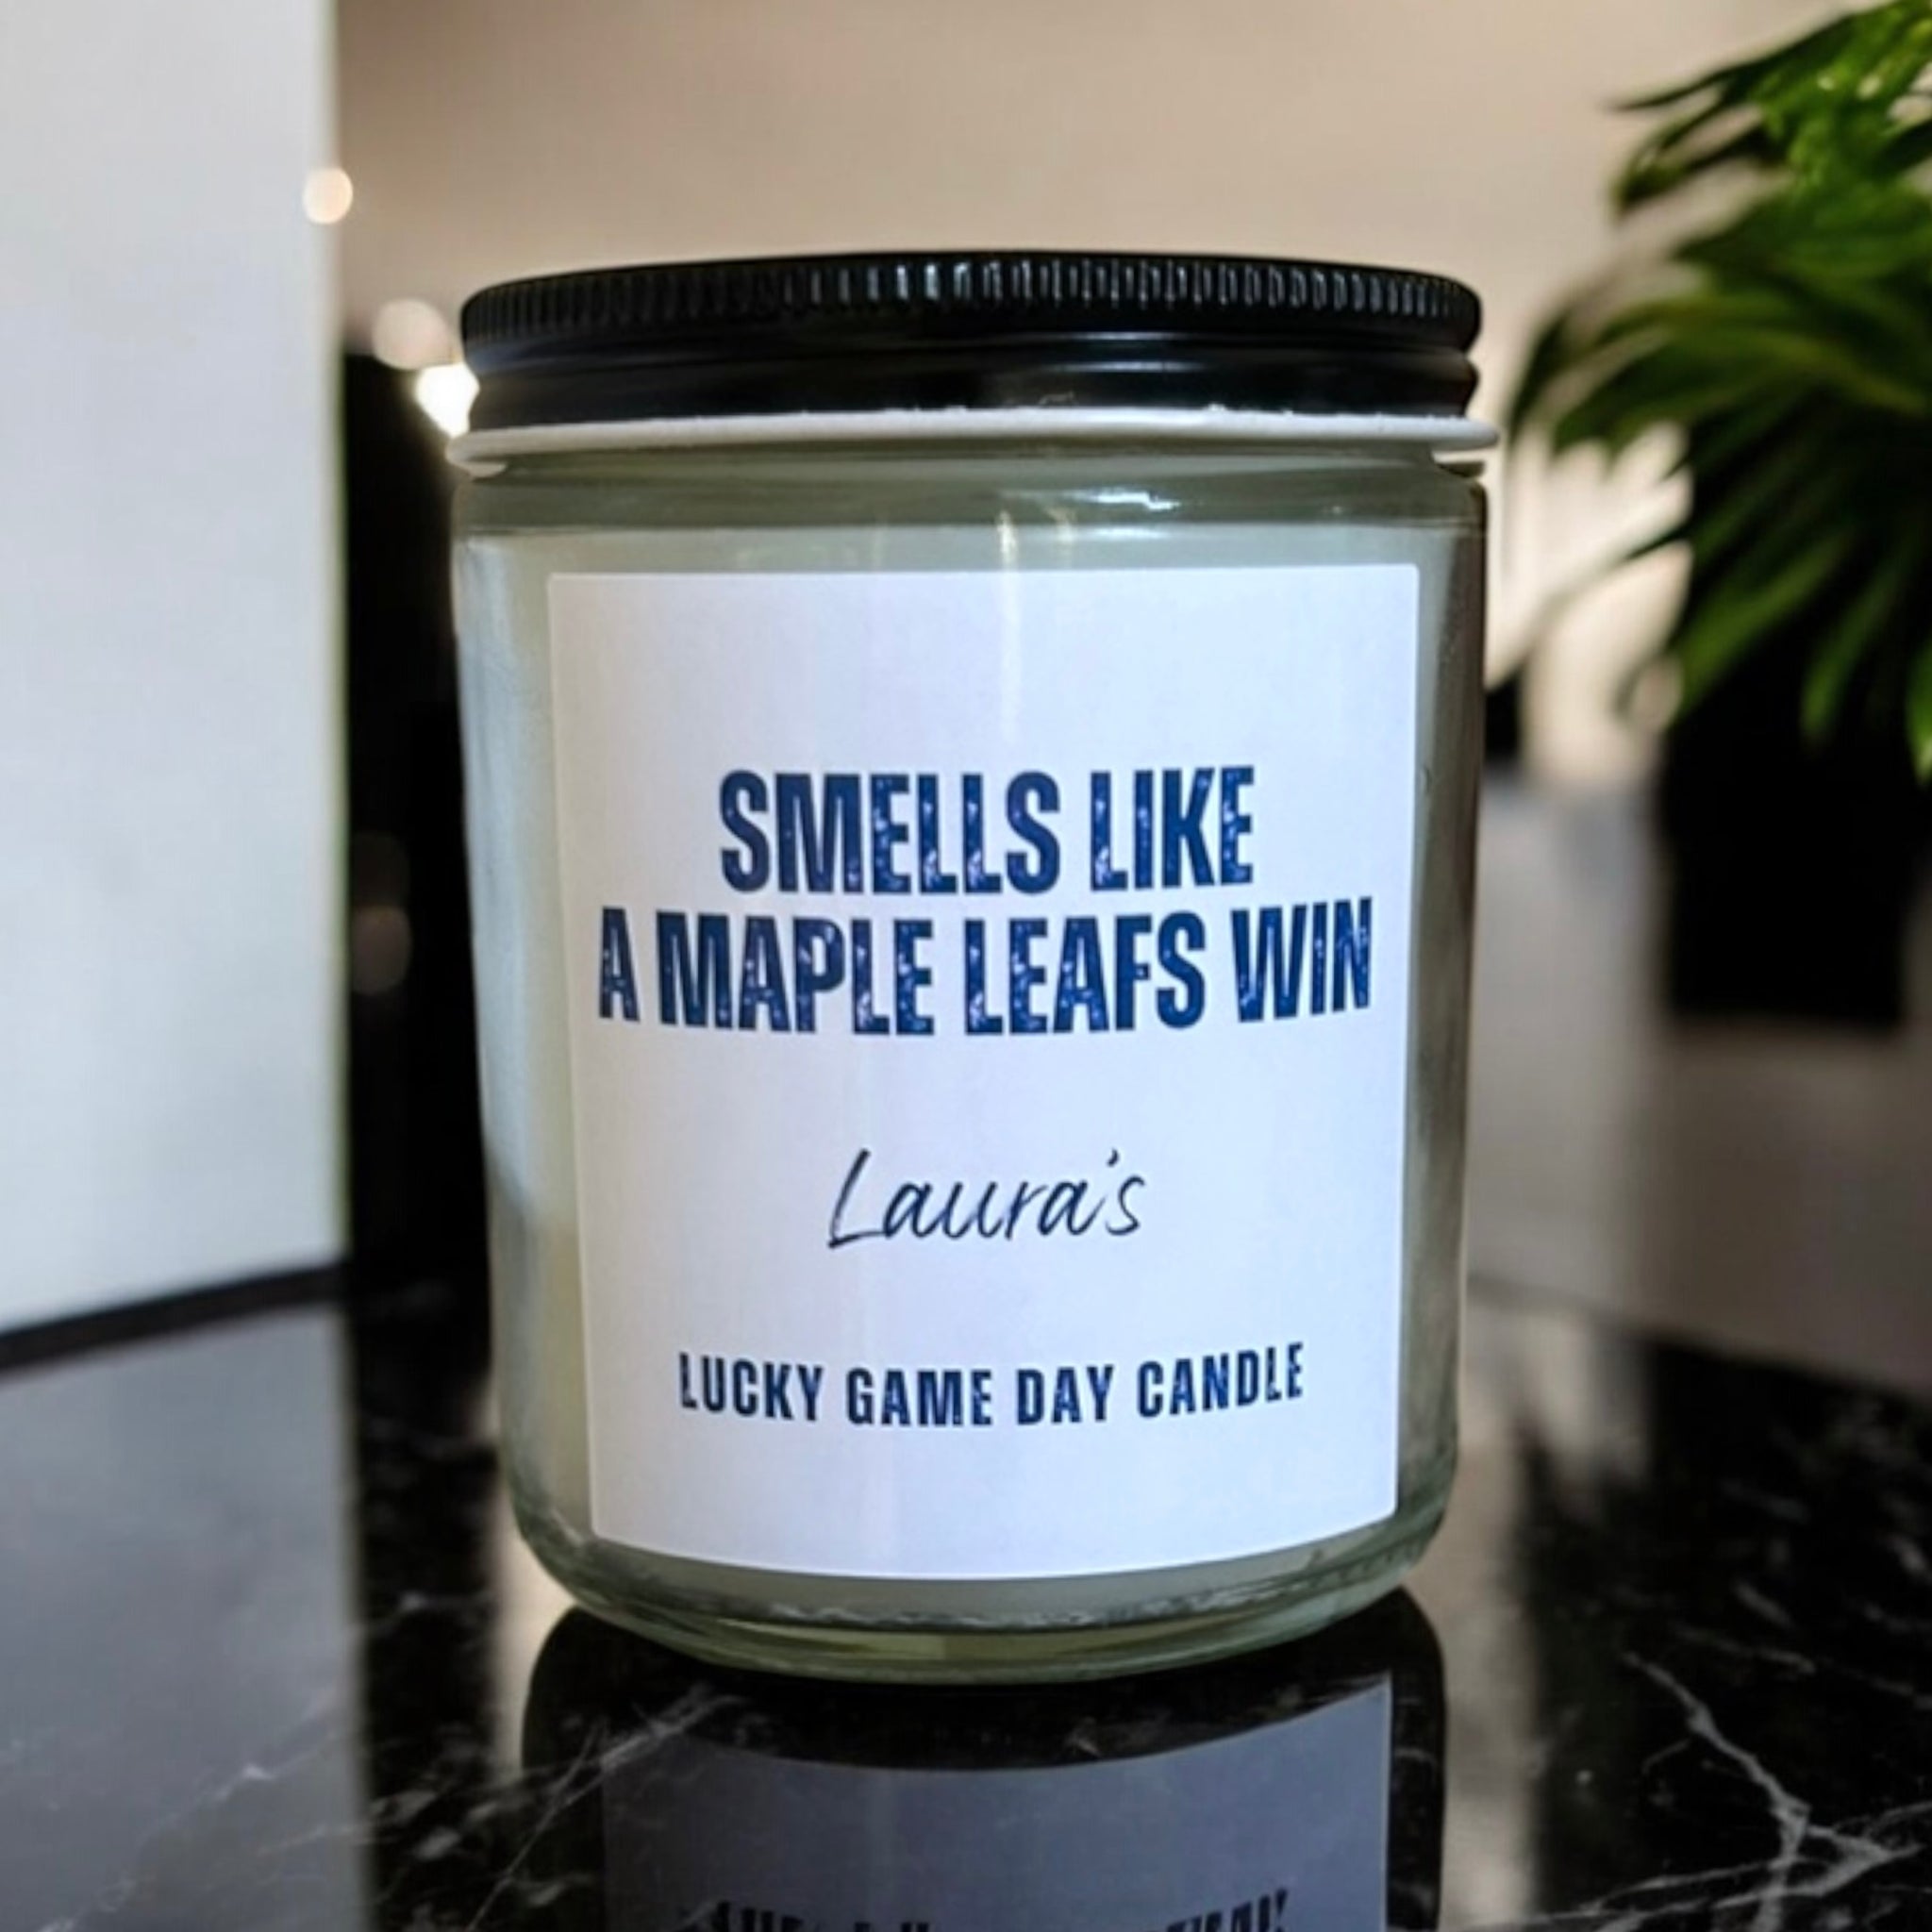 SMELLS LIKE
A MAPLE LEAFS WIN
Laura's
LUCKY GAME DAY CANDLE